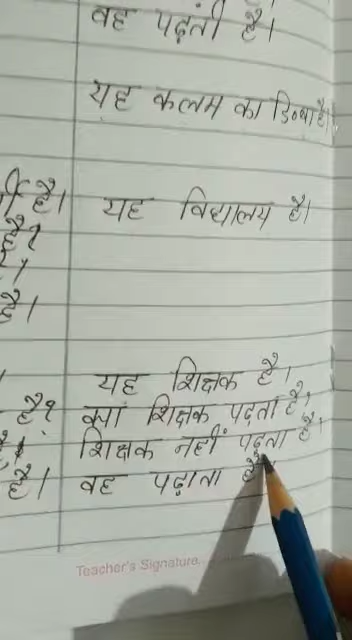 वह पढ़ती है।
यह कलम का डिब्बा है।
है। यह विद्यालय है।
है?
है।
यह शिक्षक है।
है? क्या शिक्षक पढ़ता है?
शिक्षक नहीं पढ़ता है।
है। वह पढ़ाता है
Teacher's Signature